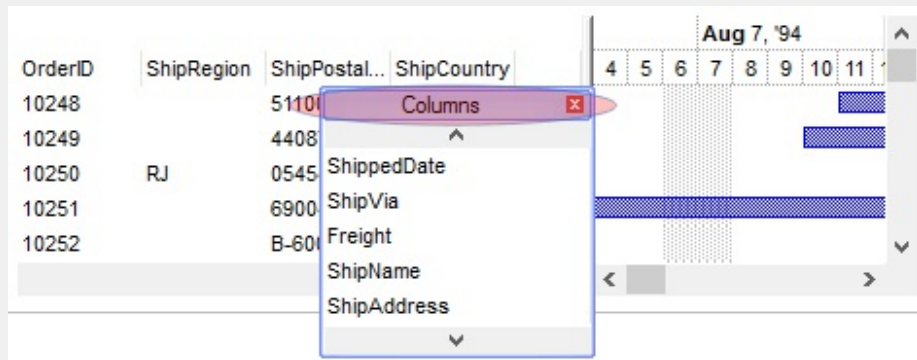 Aug 7, '94
OrderID ShipRegion ShipPostal... ShipCountry 4 5 6 7 8 9 10 11
10248 Columns
10249
10250 RJ ShippedDate
10251 ShipVia
10252 Freight
ShipName
ShipAddress